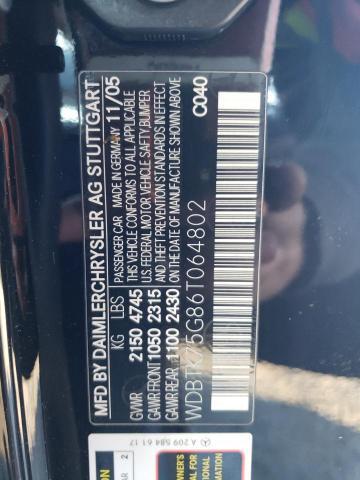 MFD BY DAIMLERCHRYSLER AG STUTTGART
PASSENGER CAR MADE IN GERMANY 11/05
KG LBS THIS VEHICLE CONFORMS TO ALL APPLICABLE
GVWR 2150 4745 U.S. FEDERAL MOTOR VEHICLE SAFETY, BUMPER
GAWR FRONT 1050 2315 AND THEFT PREVENTION STANDARDS IN EFFECT
GAWR REAR 1100 2430 ON THE DATE OF MANUFACTURE SHOWN ABOVE
WDBTK75G86T064802 C040
A 209 584 61 17
2